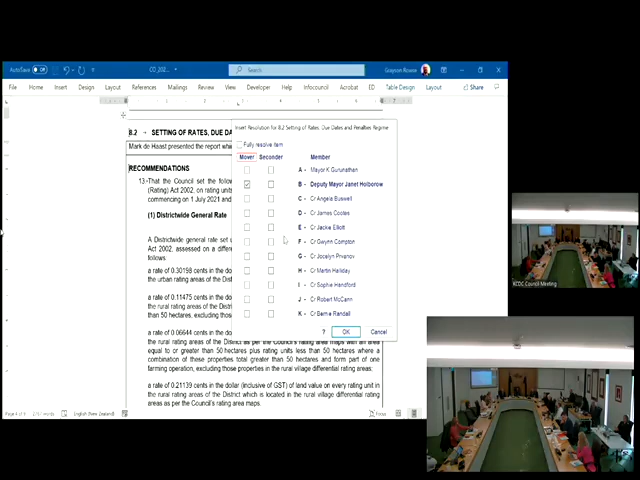 AutoSave On
CO_202...
Search
Grayson Rowse
File Home Insert Draw Design Layout References Mailings Review View Developer Help Infocouncil Acrobat Table Design Layout Share
8.2 → SETTING OF RATES, DUE DA
Mark de Haast presented the report whi
RECOMMENDATIONS
13. That the Council set the follow
(Rating) Act 2002, on rating units
commencing on 1 July 2021 and
(1) Districtwide General Rate
A Districtwide general rate set u
Act 2002, assessed on a differe
follows
a rate of 0.30198 cents in the do
the urban rating areas of the Distri
a rate of 0.11475 cents in the do
the rural rating areas of the Distri
than 50 hectares, excluding those
a rate of 0.06644 cents in the do
the rural rating areas of the District as per the Council's rating area maps with an area
equal to or greater than 50 hectares plus rating units less than 50 hectares where a
combination of these properties total greater than 50 hectares and form part of one
farming operation, excluding those properties in the rural village differential rating areas;
a rate of 0.21139 cents in the dollar (inclusive of GST) of land value on every rating unit in
the rural rating areas of the District which is located in the rural village differential rating
areas as per the Council's rating area maps.
Insert Resolution for 8.2 Setting of Rates, Due Dates and Penalties Regime
Fully resolve item
Mover Seconder Member
A - Mayor K Gurunathan
B - Deputy Mayor Janet Holborow
C - Cr Angela Buswell
D - Cr James Cootes
E - Cr Jackie Elliott
F - Cr Gwynn Compton
G - Cr Jocelyn Prvanov
H - Cr Martin Halliday
I - Cr Sophie Handford
J - Cr Robert McCann
K - Cr Bernie Randall
? OK Cancel
English (New Zealand)
Focus
KCDC Council Meeting